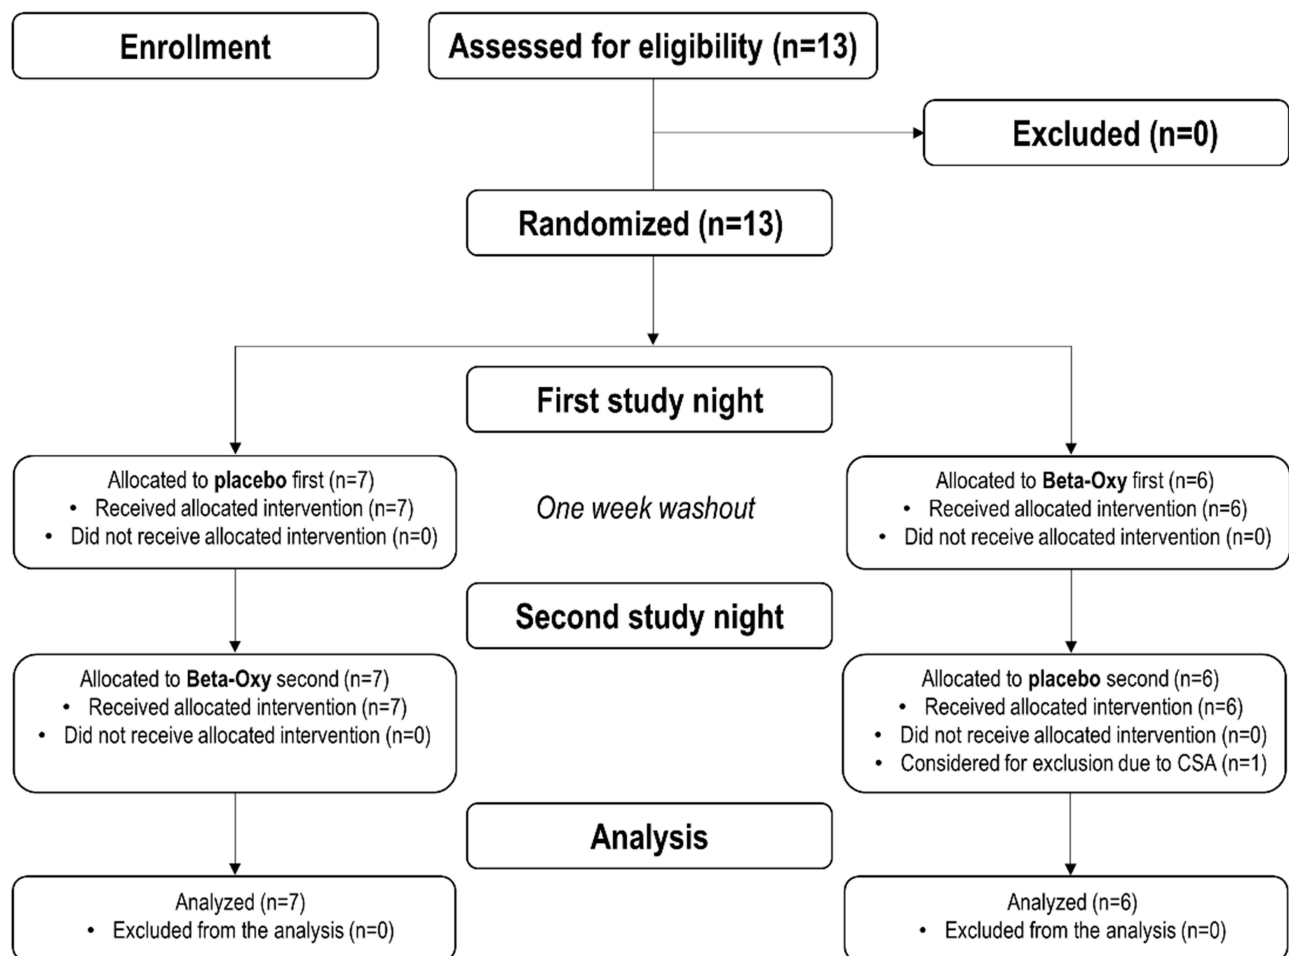 Enrollment
Assessed for eligibility (n=13)
Excluded (n=0)
Randomized (n=13)
First study night
Allocated to placebo first (n=7)
• Received allocated intervention (n=7)
• Did not receive allocated intervention (n=0)
One week washout
Allocated to Beta-Oxy first (n=6)
• Received allocated intervention (n=6)
• Did not receive allocated intervention (n=0)
Second study night
Allocated to Beta-Oxy second (n=7)
• Received allocated intervention (n=7)
• Did not receive allocated intervention (n=0)
Allocated to placebo second (n=6)
• Received allocated intervention (n=6)
• Did not receive allocated intervention (n=0)
• Considered for exclusion due to CSA (n=1)
Analysis
Analyzed (n=7)
• Excluded from the analysis (n=0)
Analyzed (n=6)
• Excluded from the analysis (n=0)